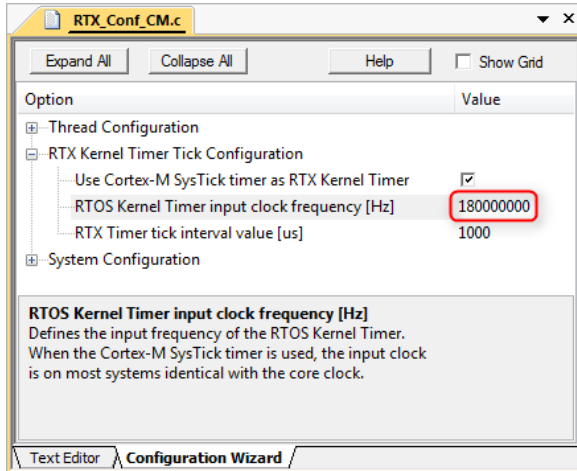 RTX_Conf_CM.c
Expand All Collapse All Help Show Grid
Option Value
Thread Configuration
RTX Kernel Timer Tick Configuration
Use Cortex-M SysTick timer as RTX Kernel Timer
RTOS Kernel Timer input clock frequency [Hz] 180000000
RTX Timer tick interval value [us] 1000
System Configuration
RTOS Kernel Timer input clock frequency [Hz]
Defines the input frequency of the RTOS Kernel Timer.
When the Cortex-M SysTick timer is used, the input clock
is on most systems identical with the core clock.
Text Editor Configuration Wizard